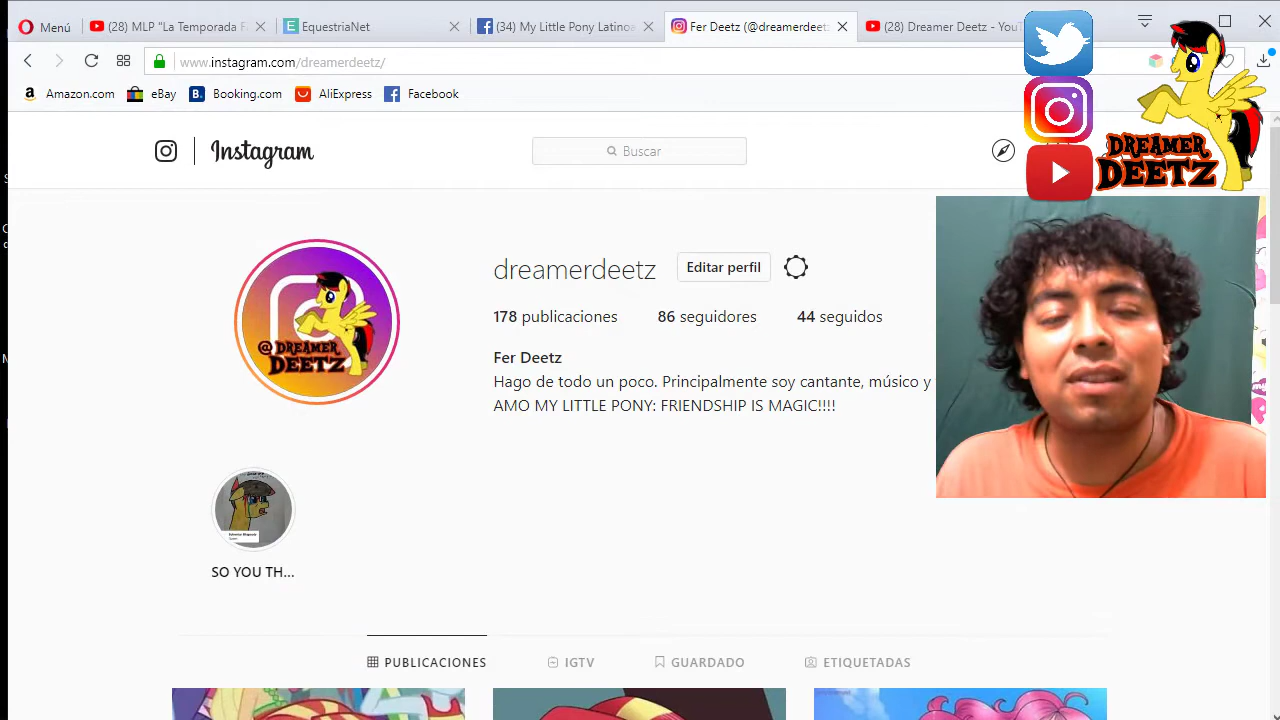 Menú
(28) MLP "La Temporada F
EquestriaNet
(34) My Little Pony Latinoa
Fer Deetz (@dreamerdeetz
(28) Dreamer Deetz - YouT
www.instagram.com/dreamerdeetz/
Amazon.com
eBay
Booking.com
AliExpress
Facebook
Instagram
Buscar
DREAMER
DEETZ
dreamerdeetz
Editar perfil
178 publicaciones
86 seguidores
44 seguidos
Fer Deetz
Hago de todo un poco. Principalmente soy cantante, músico y
AMO MY LITTLE PONY: FRIENDSHIP IS MAGIC!!!!
@ DREAMER
DEETZ
SO YOU TH...
PUBLICACIONES
IGTV
GUARDADO
ETIQUETADAS